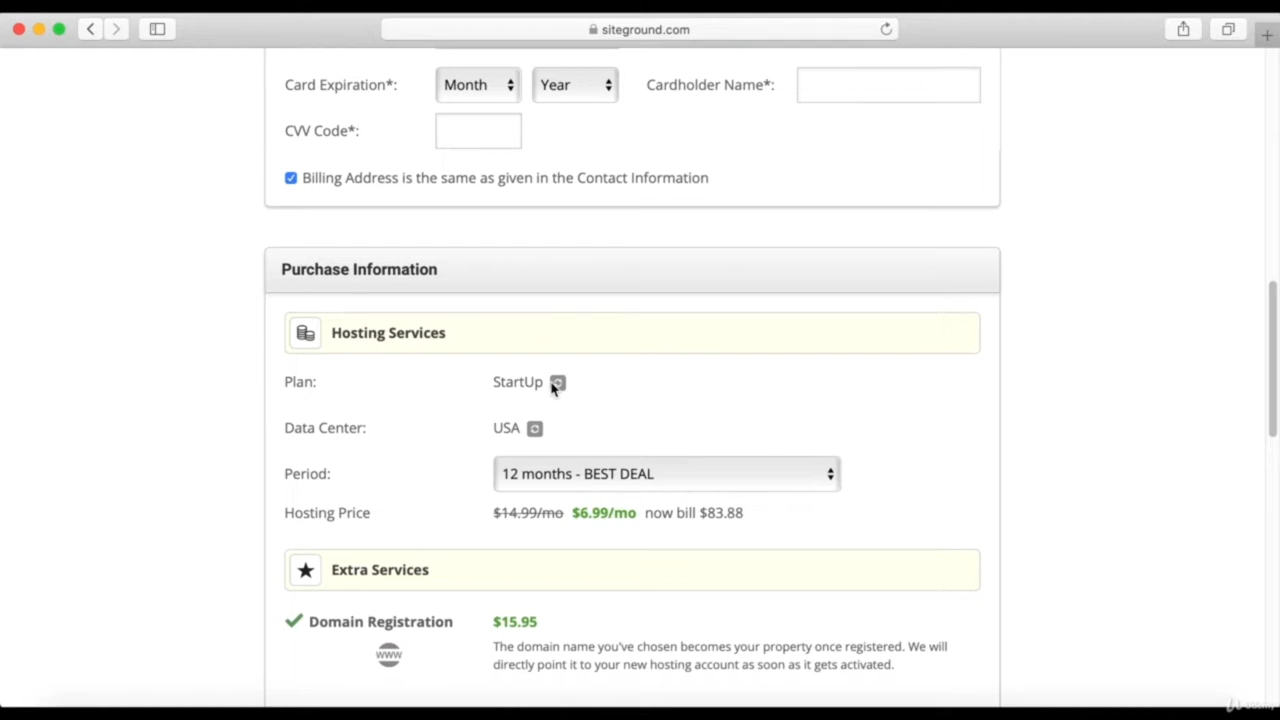 siteground.com
Card Expiration*: Month Year Cardholder Name*:
CVV Code*:
Billing Address is the same as given in the Contact Information
Purchase Information
Hosting Services
Plan: StartUp
Data Center: USA
Period: 12 months - BEST DEAL
Hosting Price $14.99/mo $6.99/mo now bill $83.88
Extra Services
Domain Registration $15.95
www
The domain name you've chosen becomes your property once registered. We will
directly point it to your new hosting account as soon as it gets activated.